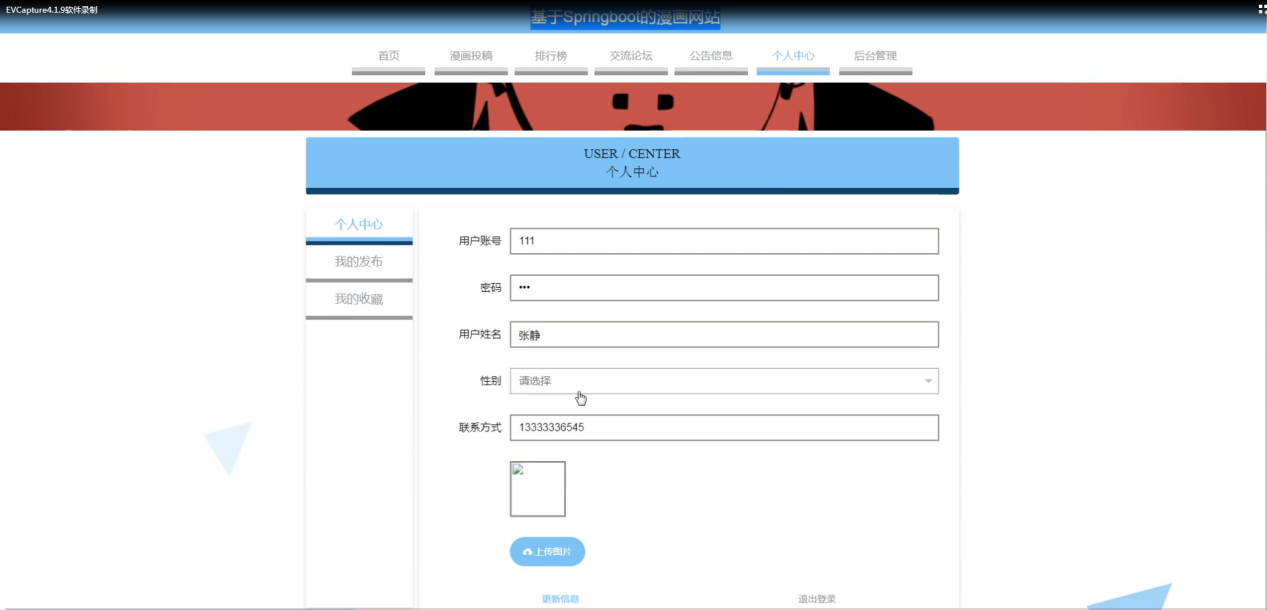 EVCapture4.1.9软件录制
基于Springboot的漫画网站
首页 漫画投稿 排行榜 交流论坛 公告信息 个人中心 后台管理
USER / CENTER
个人中心
个人中心
我的发布
我的收藏
用户账号 111
密码 •••
用户姓名 张静
性别 请选择
联系方式 13333336545
上传图片
更新信息 退出登录